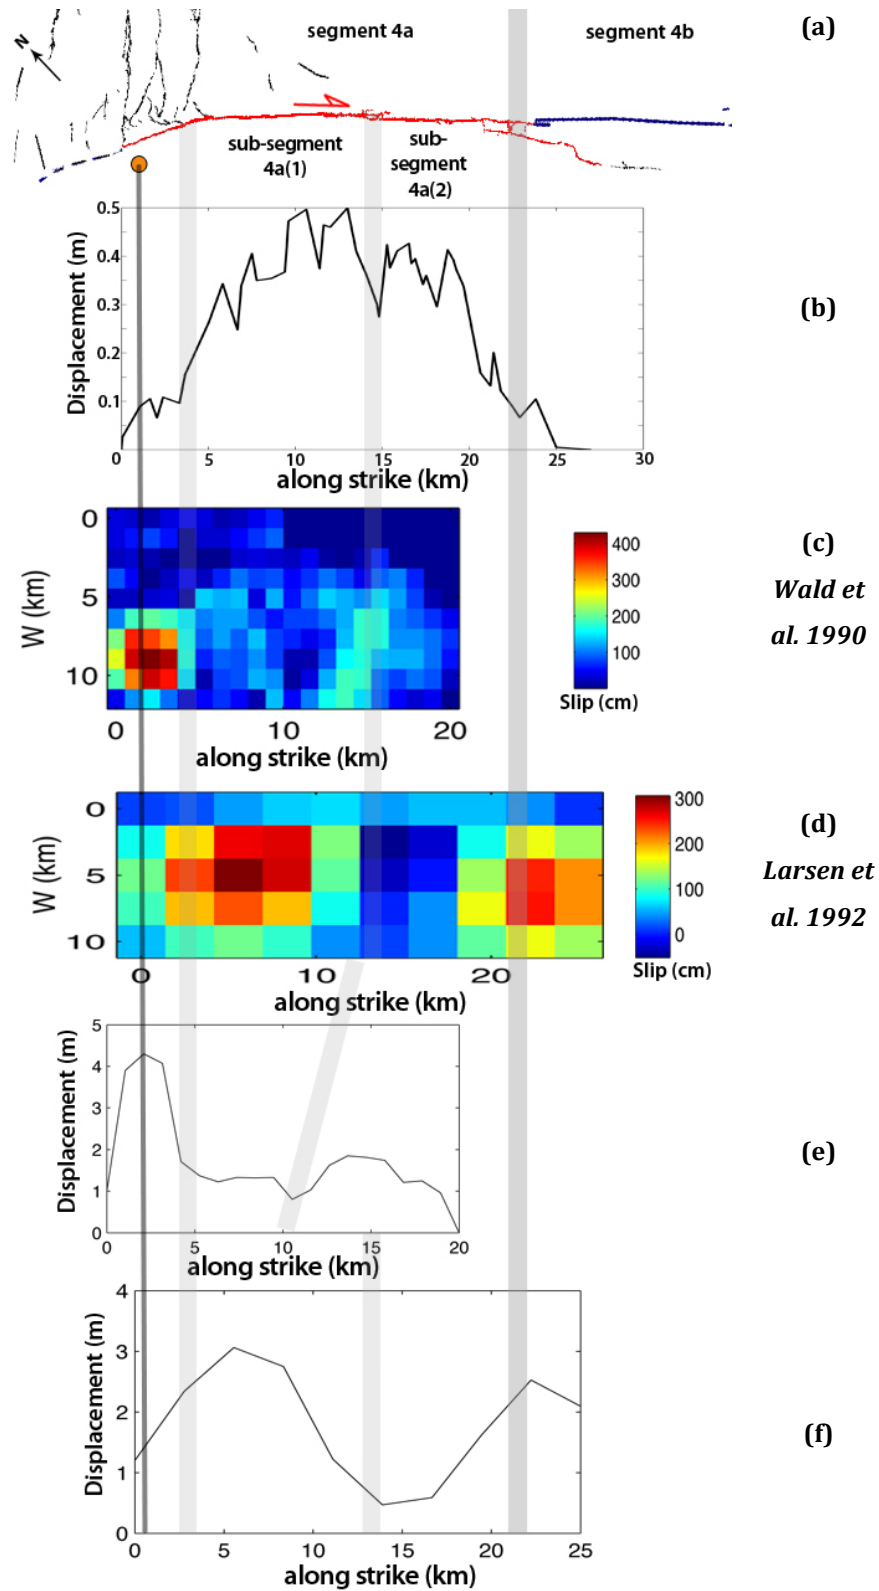 segment 4a
segment 4b
(a)
N
sub-segment
4a(1)
sub-
segment
4a(2)
0.5
0.4
0.3
0.2
0.1
Displacement (m)
0
5
10
15
20
25
30
along strike (km)
(b)
0
5
10
W (km)
0
10
20
along strike (km)
400
300
200
100
Slip (cm)
(c)
Wald et
al. 1990
0
5
10
W (km)
0
10
20
along strike (km)
300
200
100
0
Slip (cm)
(d)
Larsen et
al. 1992
5
4
3
2
1
0
Displacement (m)
0
5
10
15
20
along strike (km)
(e)
4
3
2
1
0
Displacement (m)
0
5
10
15
20
25
along strike (km)
(f)